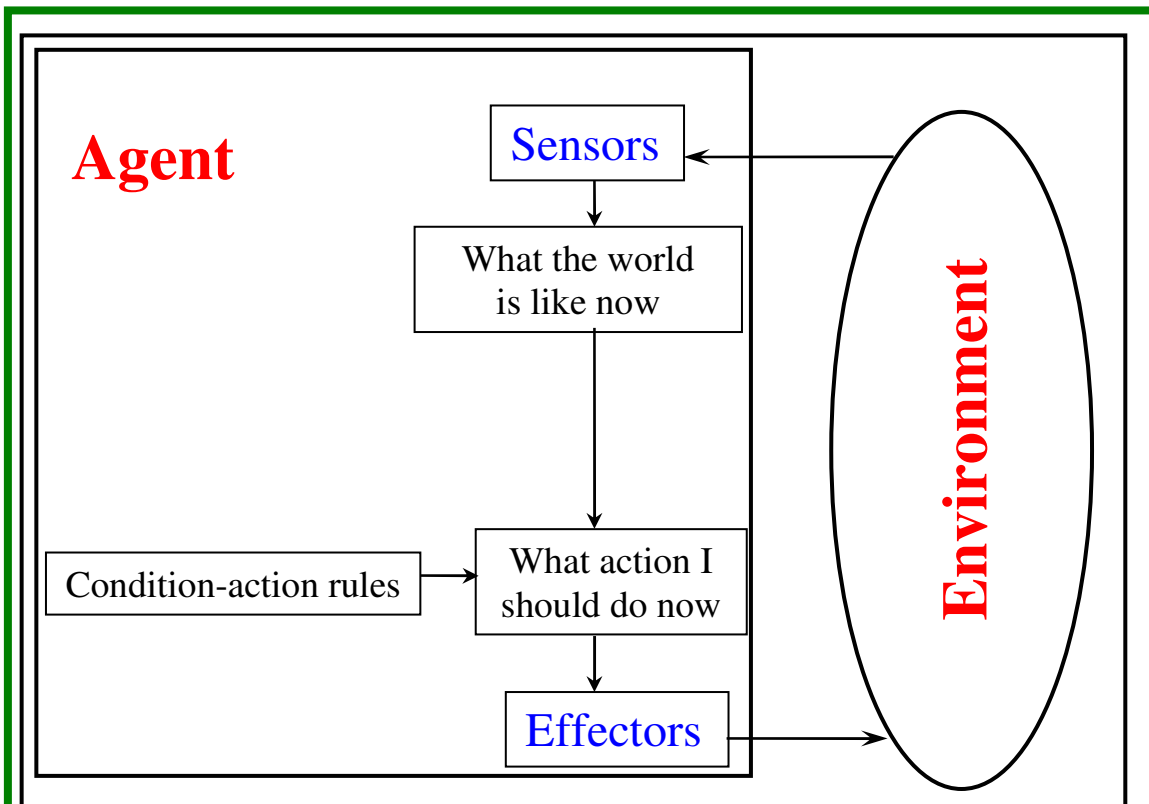 Agent
Sensors
What the world
is like now
Condition-action rules
What action I
should do now
Effectors
Environment